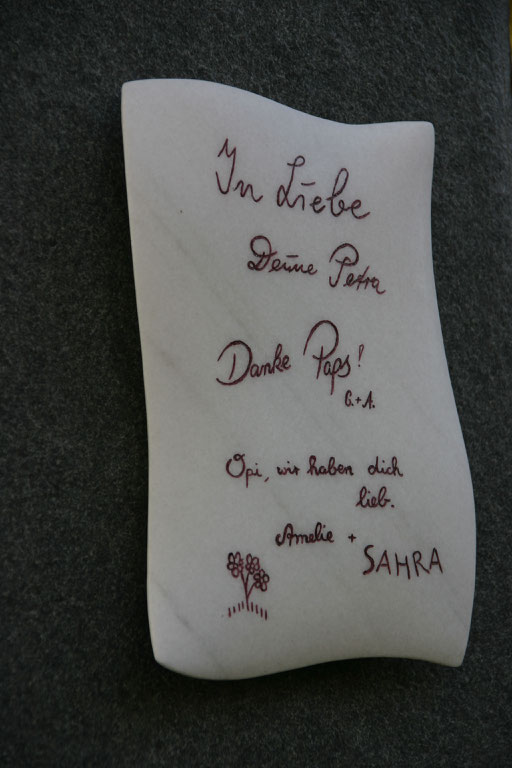 In Liebe
Deine Petra
Danke Paps!
G.+A.
Opi, wir haben dich
lieb.
Amelie +
SAHRA